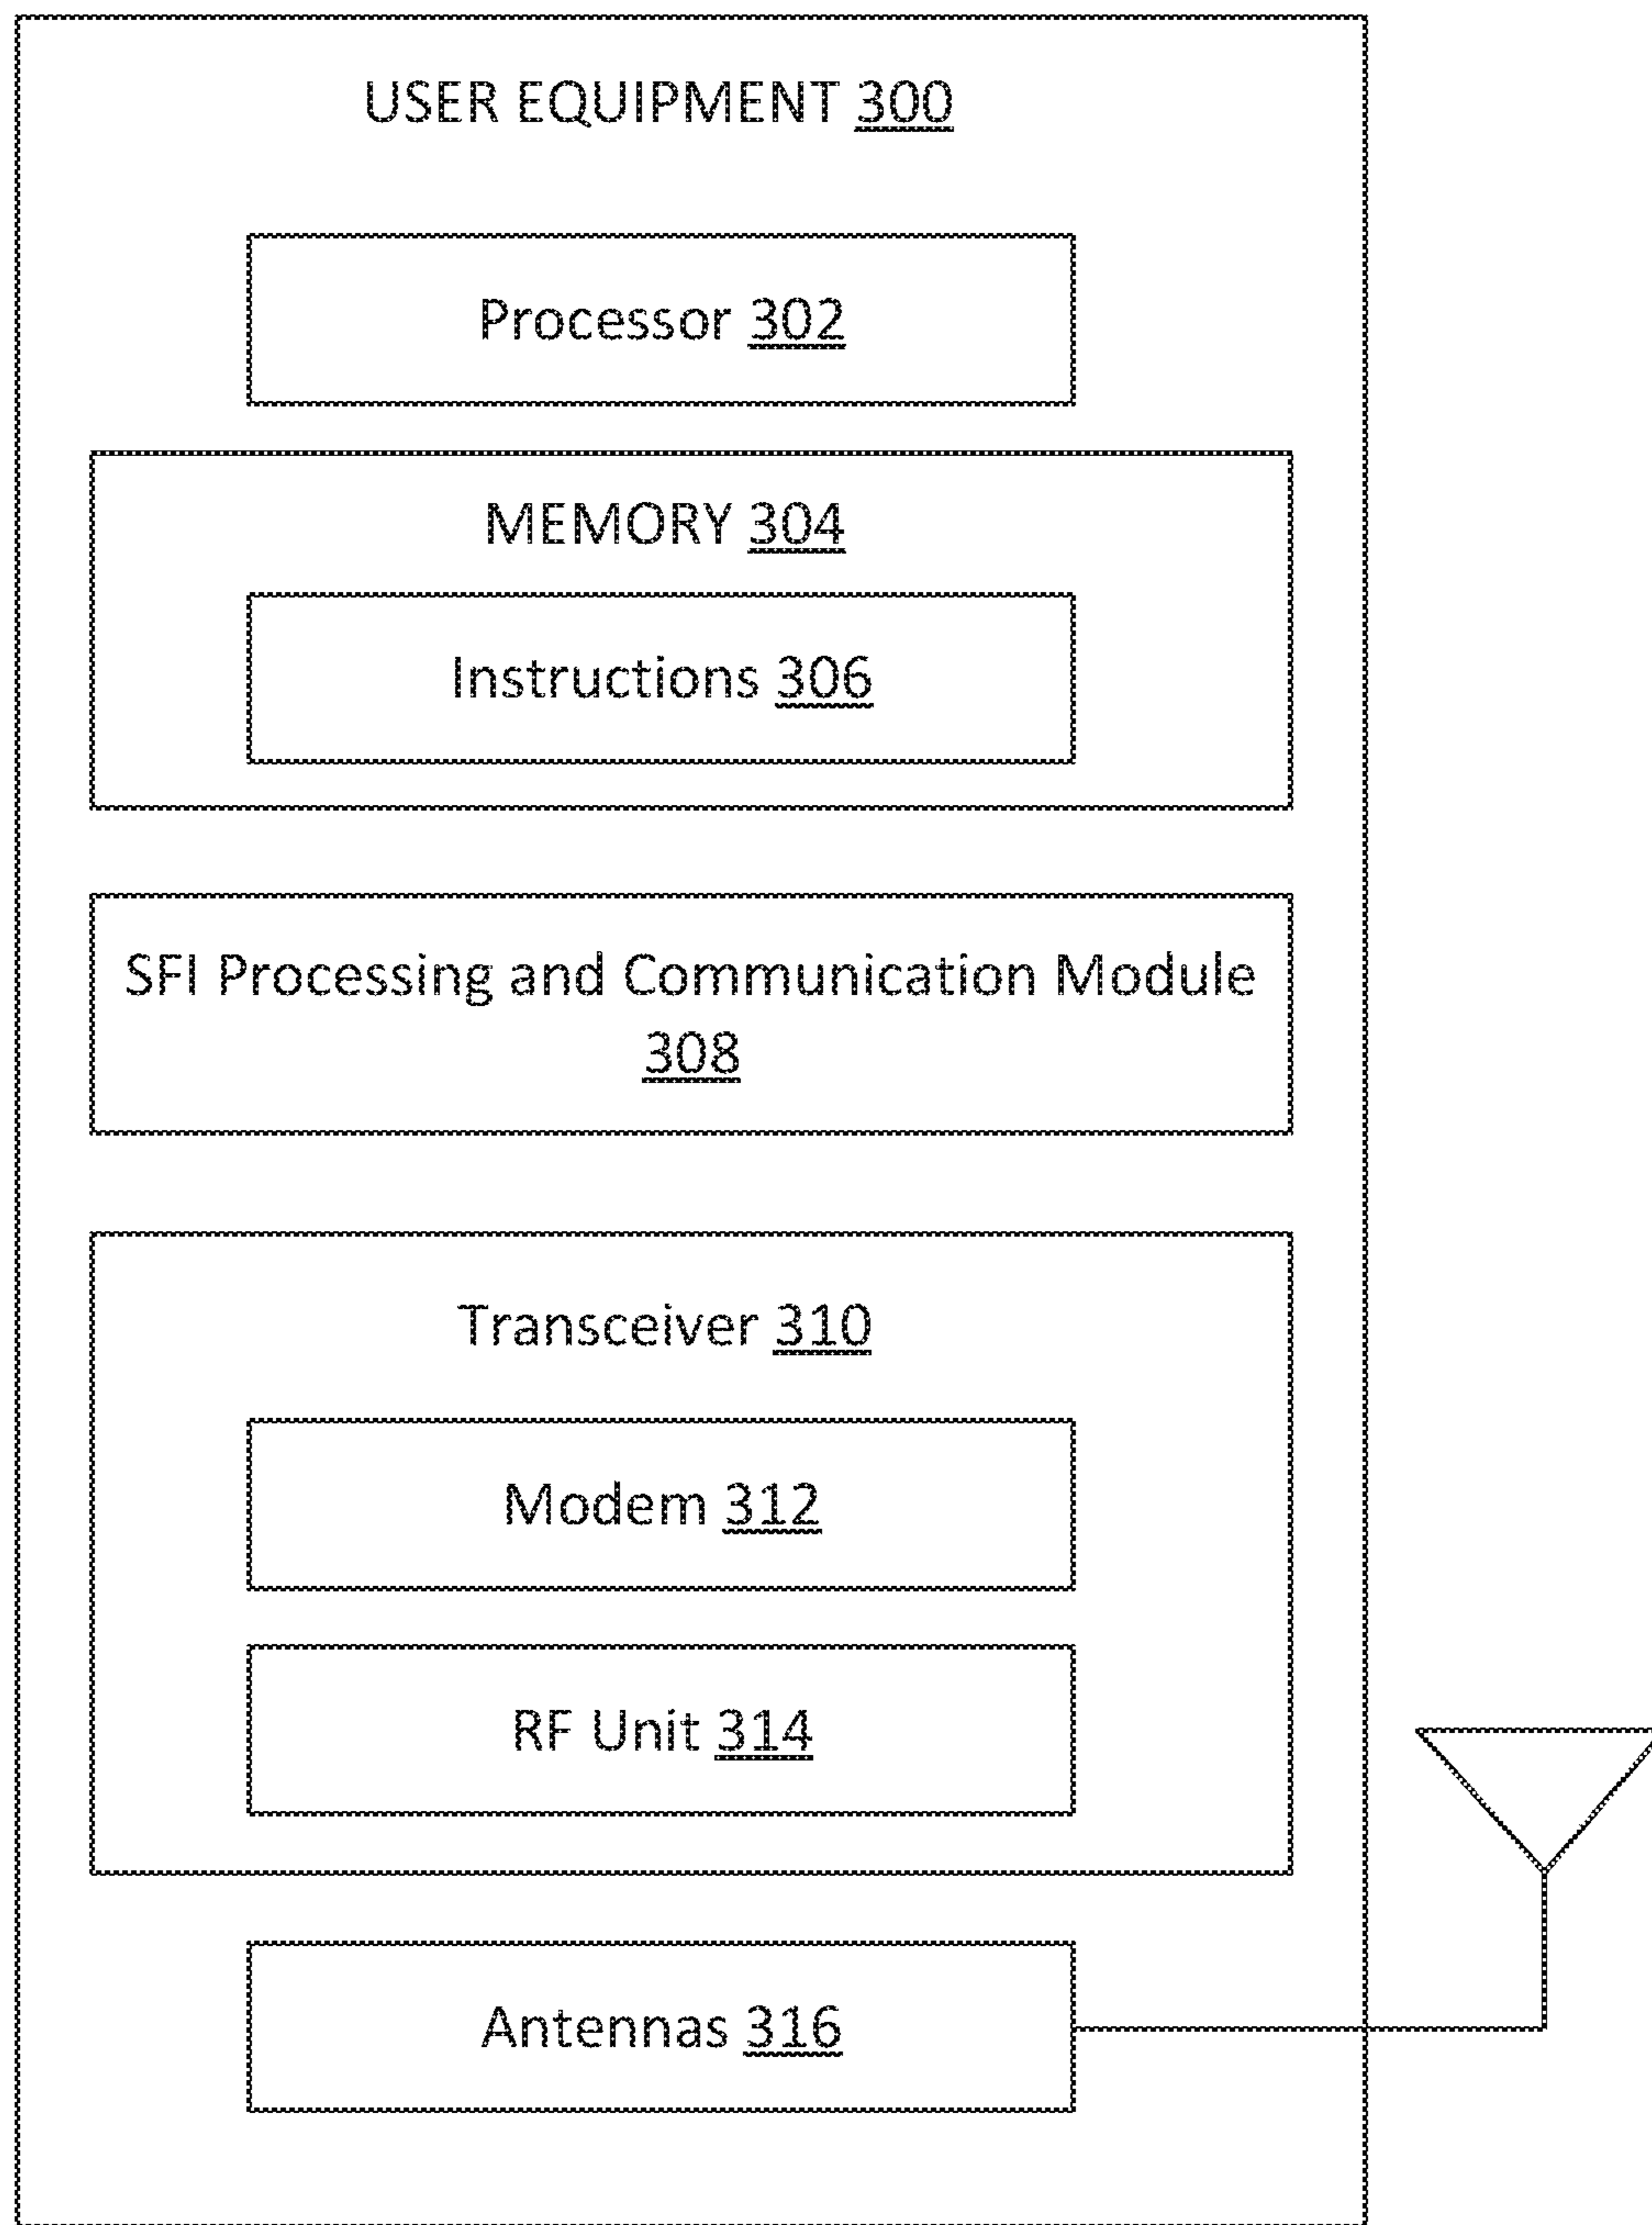 USER EQUIPMENT 300
Processor 302
MEMORY 304
Instructions 306
SFI Processing and Communication Module
308
Transceiver 310
Modem 312
RF Unit 314
Antennas 316